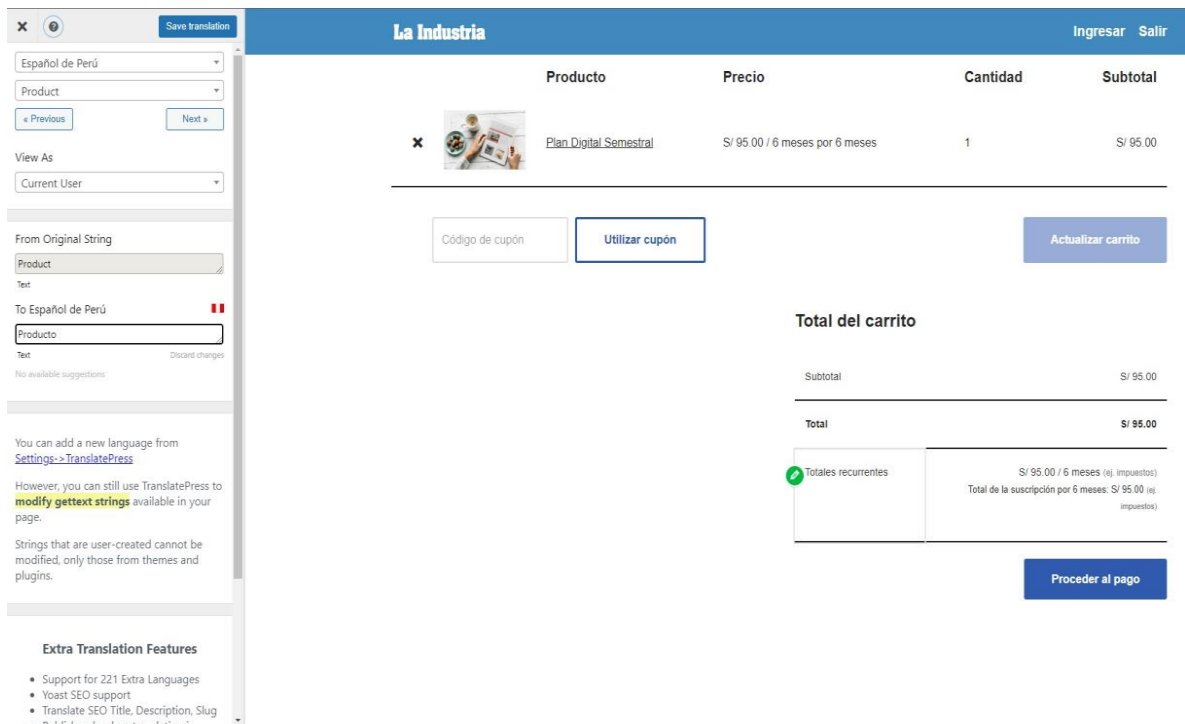 Save translation
Español de Perú
Product
« Previous
Next »
View As
Current User
From Original String
Product
Text
To Español de Perú
Producto
Text
Discard changes
No available suggestions
You can add a new language from
Settings->TranslatePress
However, you can still use TranslatePress to
modify gettext strings available in your
page.
Strings that are user-created cannot be
modified, only those from themes and
plugins.
Extra Translation Features
• Support for 221 Extra Languages
• Yoast SEO support
• Translate SEO Title, Description, Slug
La Industria
Ingresar Salir
Producto Precio Cantidad Subtotal
Plan Digital Semestral S/ 95.00 / 6 meses por 6 meses 1 S/ 95.00
Código de cupón
Utilizar cupón
Actualizar carrito
Total del carrito
Subtotal S/ 95.00
Total S/ 95.00
Totales recurrentes S/ 95.00 / 6 meses (ej. impuestos)
Total de la suscripción por 6 meses: S/ 95.00 (ej.
impuestos)
Proceder al pago